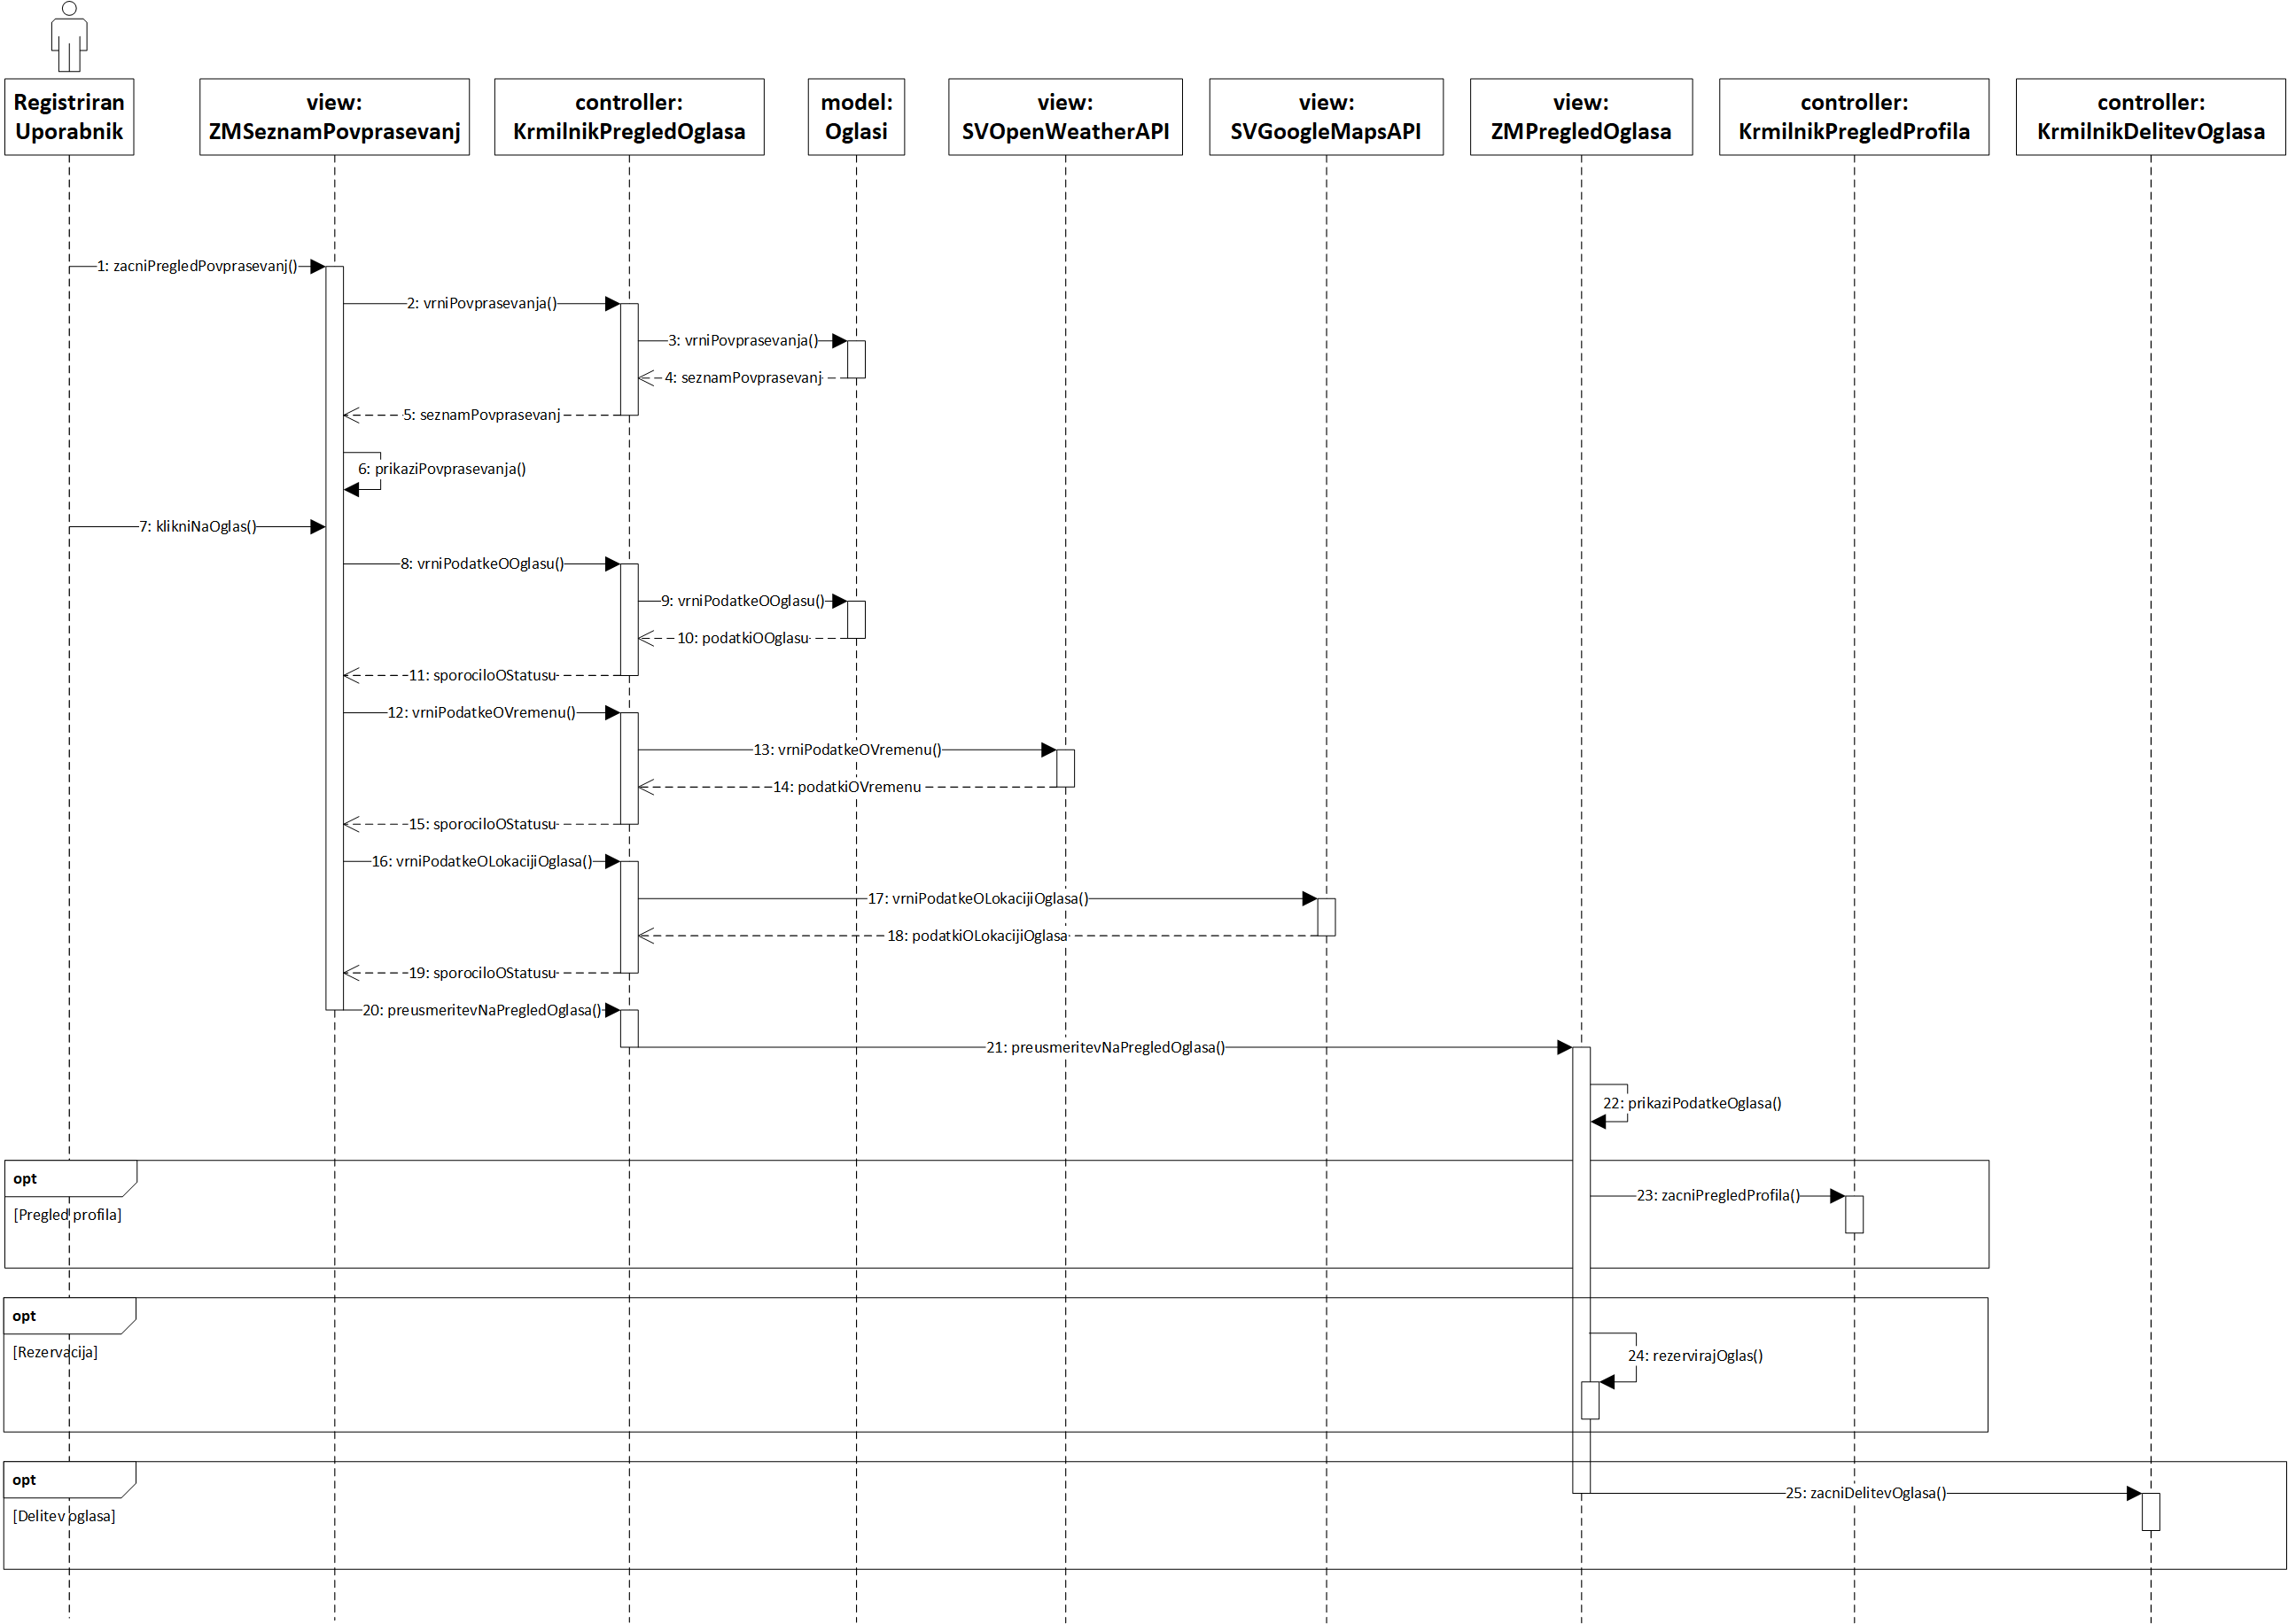 Registriran
Uporabnik
view:
ZMSeznamPovprasevanj
controller:
KrmilnikPregledOglasa
model:
Oglasi
view:
SVOpenWeatherAPI
view:
SVGoogleMapsAPI
view:
ZMPregledOglasa
controller:
KrmilnikPregledProfila
controller:
KrmilnikDelitevOglasa
1: zacniPregledPovprasevanj()
2: vrniPovprasevanja()
3: vrniPovprasevanja()
4: seznamPovprasevanj
5: seznamPovprasevanj
6: prikaziPovprasevanja()
7: klikniNaOglas()
8: vrniPodatkeOOglasu()
9: vrniPodatkeOOglasu()
10: podatkiOOglasu
11: sporociloOStatusu
12: vrniPodatkeOVremenu()
13: vrniPodatkeOVremenu()
14: podatkiOVremenu
15: sporociloOStatusu
16: vrniPodatkeOLokacijiOglasa()
17: vrniPodatkeOLokacijiOglasa()
18: podatkiOLokacijiOglasa
19: sporociloOStatusu
20: preusmeritevNaPregledOglasa()
21: preusmeritevNaPregledOglasa()
22: prikaziPodatkeOglasa()
opt
[Pregled profila]
23: zacniPregledProfila()
opt
[Rezervacija]
24: rezervirajOglas()
opt
[Delitev oglasa]
25: zacniDelitevOglasa()